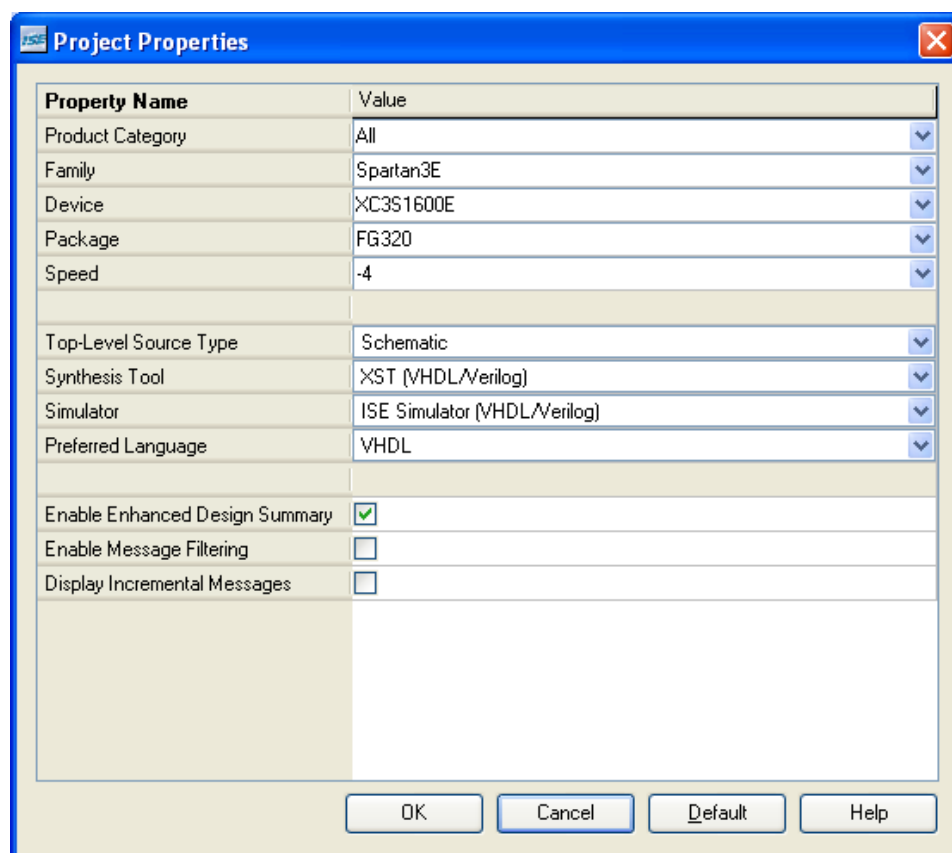 ISE Project Properties
Property Name Value
Product Category All
Family Spartan3E
Device XC3S1600E
Package FG320
Speed -4
Top-Level Source Type Schematic
Synthesis Tool XST (VHDL/Verilog)
Simulator ISE Simulator (VHDL/Verilog)
Preferred Language VHDL
Enable Enhanced Design Summary
Enable Message Filtering
Display Incremental Messages
OK Cancel Default Help